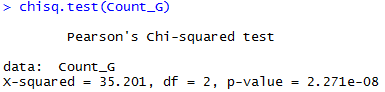 > chisq.test(Count_G)
Pearson's Chi-squared test
data:  Count_G
X-squared = 35.201, df = 2, p-value = 2.271e-08